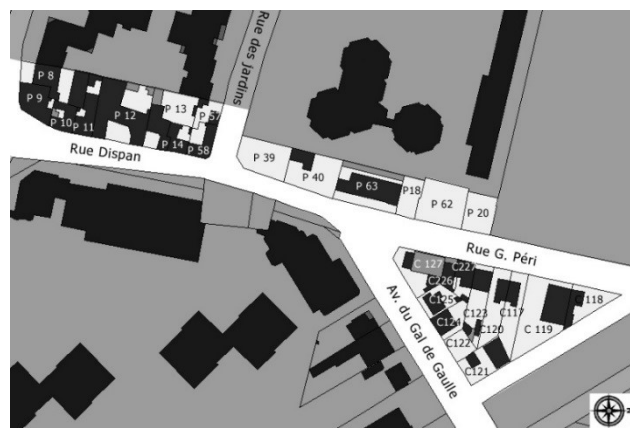 Rue des Jardins
P 8
P 9
P 10
P 11
P 12
P 13
P 57
P 14
P 58
Rue Dispan
P 39
P 40
P 63
P18
P 62
P 20
Rue G. Péri
C 127
C227
C226
C125
C124
C123
C122
C120
C121
C117
C 119
C 118
Av. du Gal de Gaulle